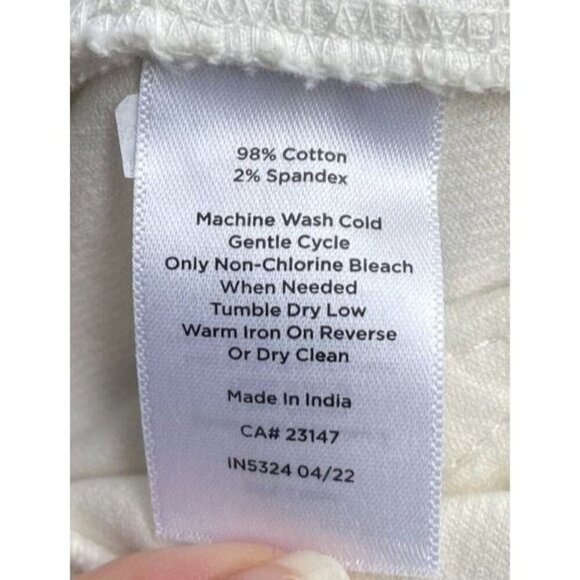 98% Cotton
2% Spandex
Machine Wash Cold
Gentle Cycle
Only Non-Chlorine Bleach
When Needed
Tumble Dry Low
Warm Iron On Reverse
Or Dry Clean
Made In India
CA# 23147
IN5324 04/22